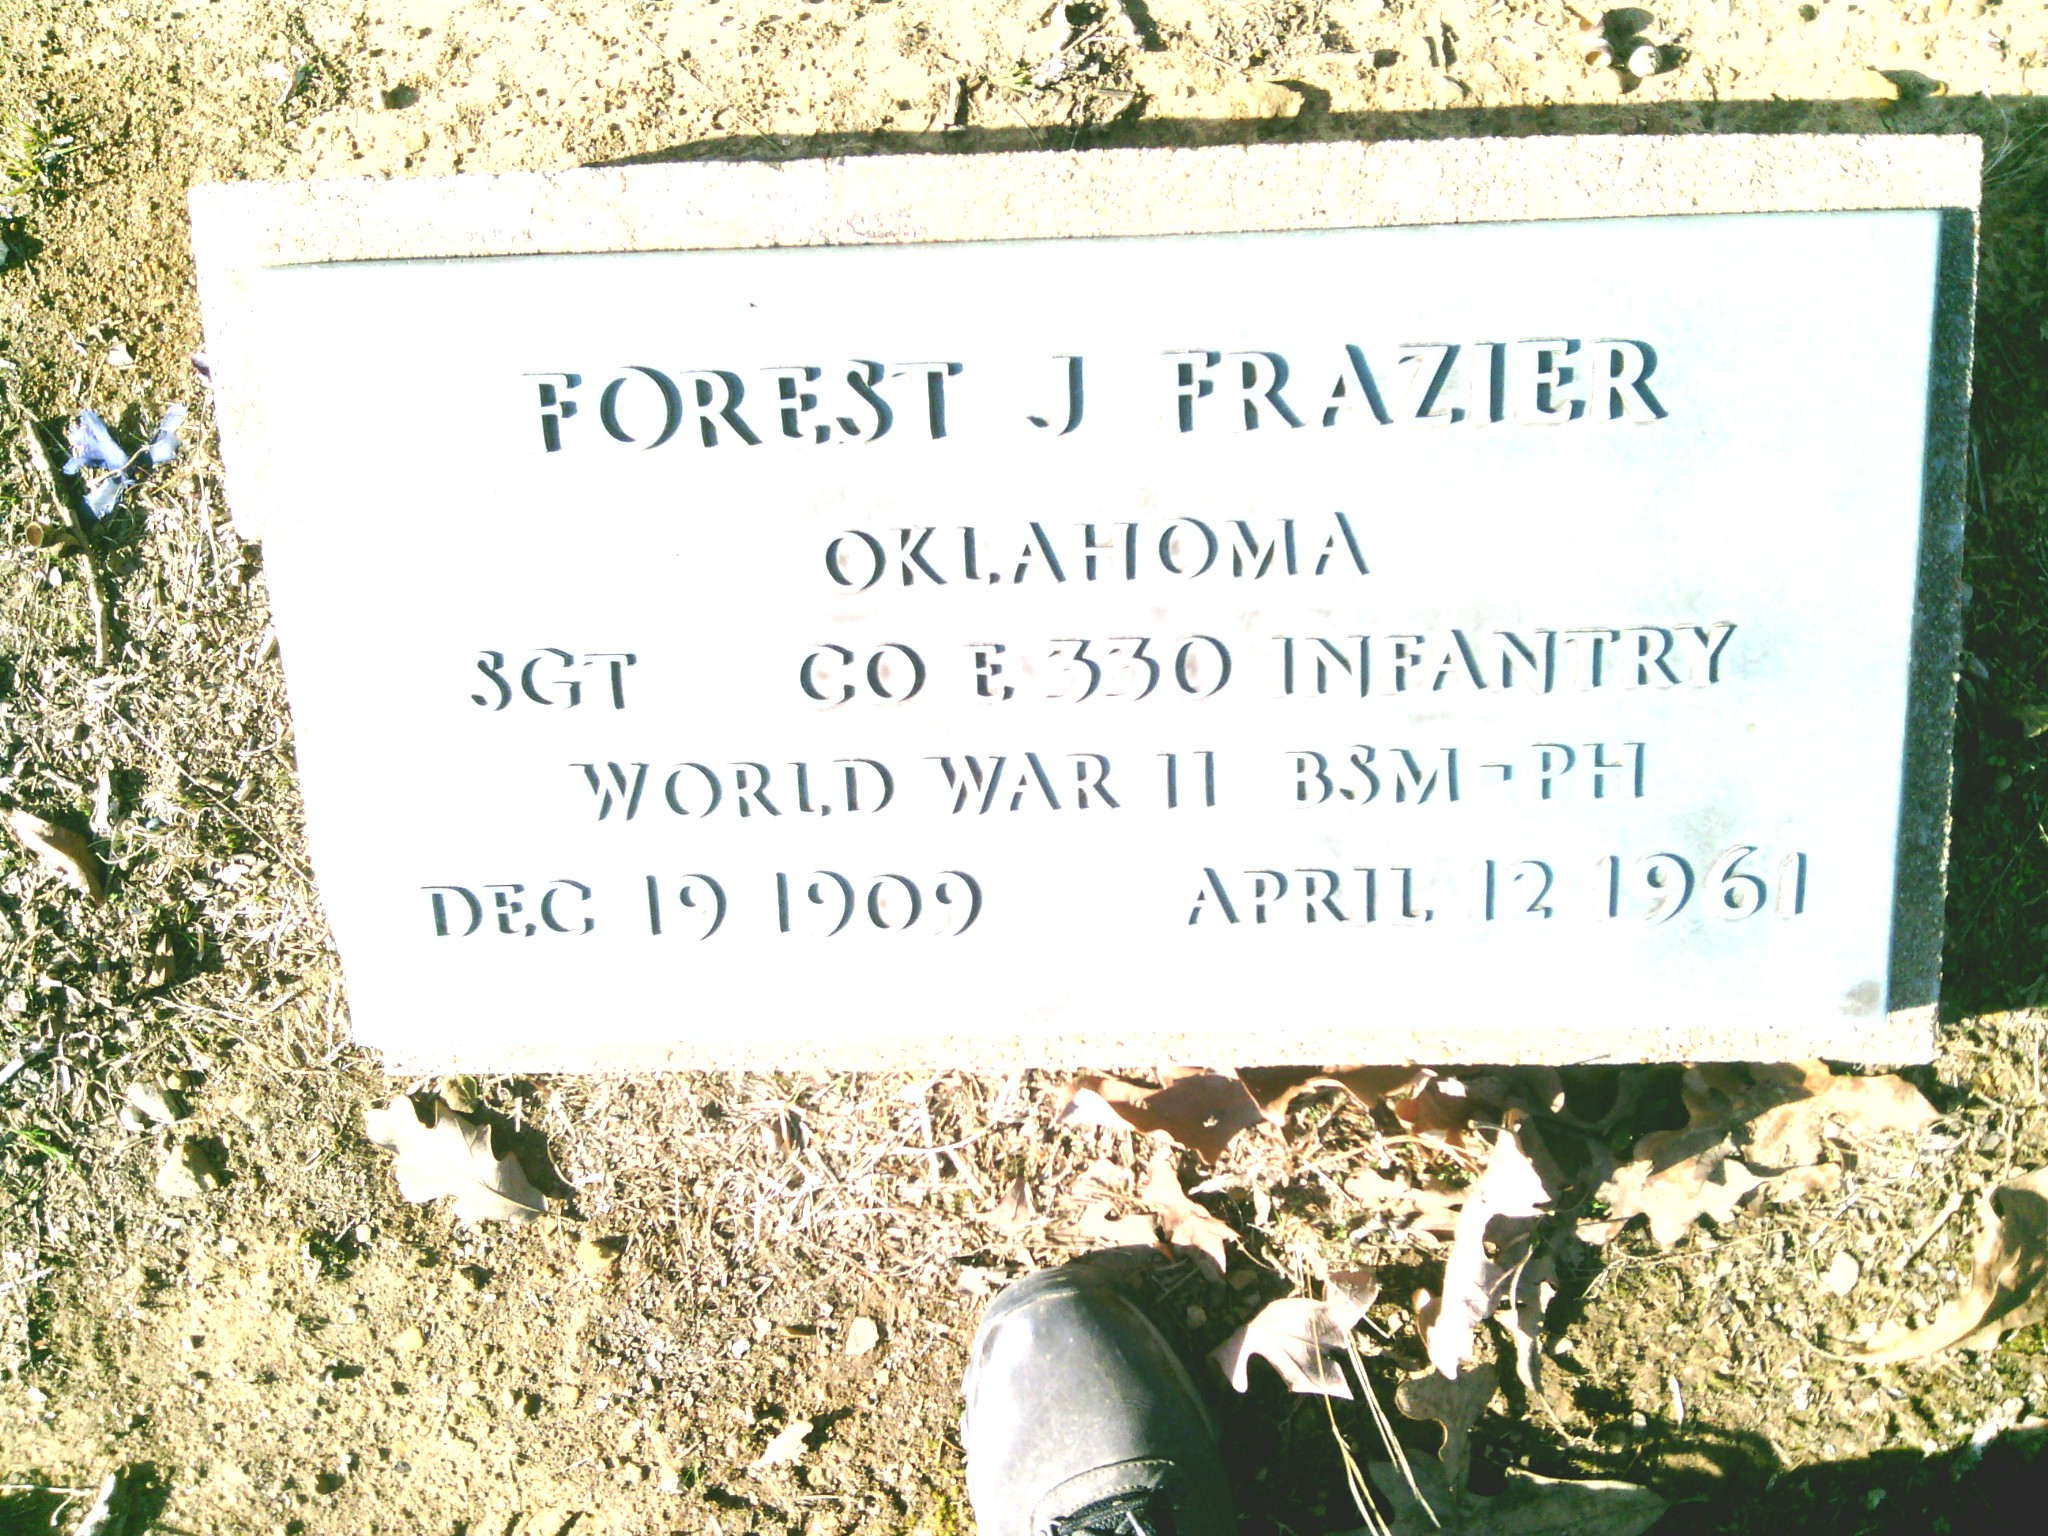 FOREST J FRAZIER
OKLAHOMA
SGT CO E 330 INFANTRY
WORLD WAR II BSM-PH
DEC 19 1909 APRIL 12 1961